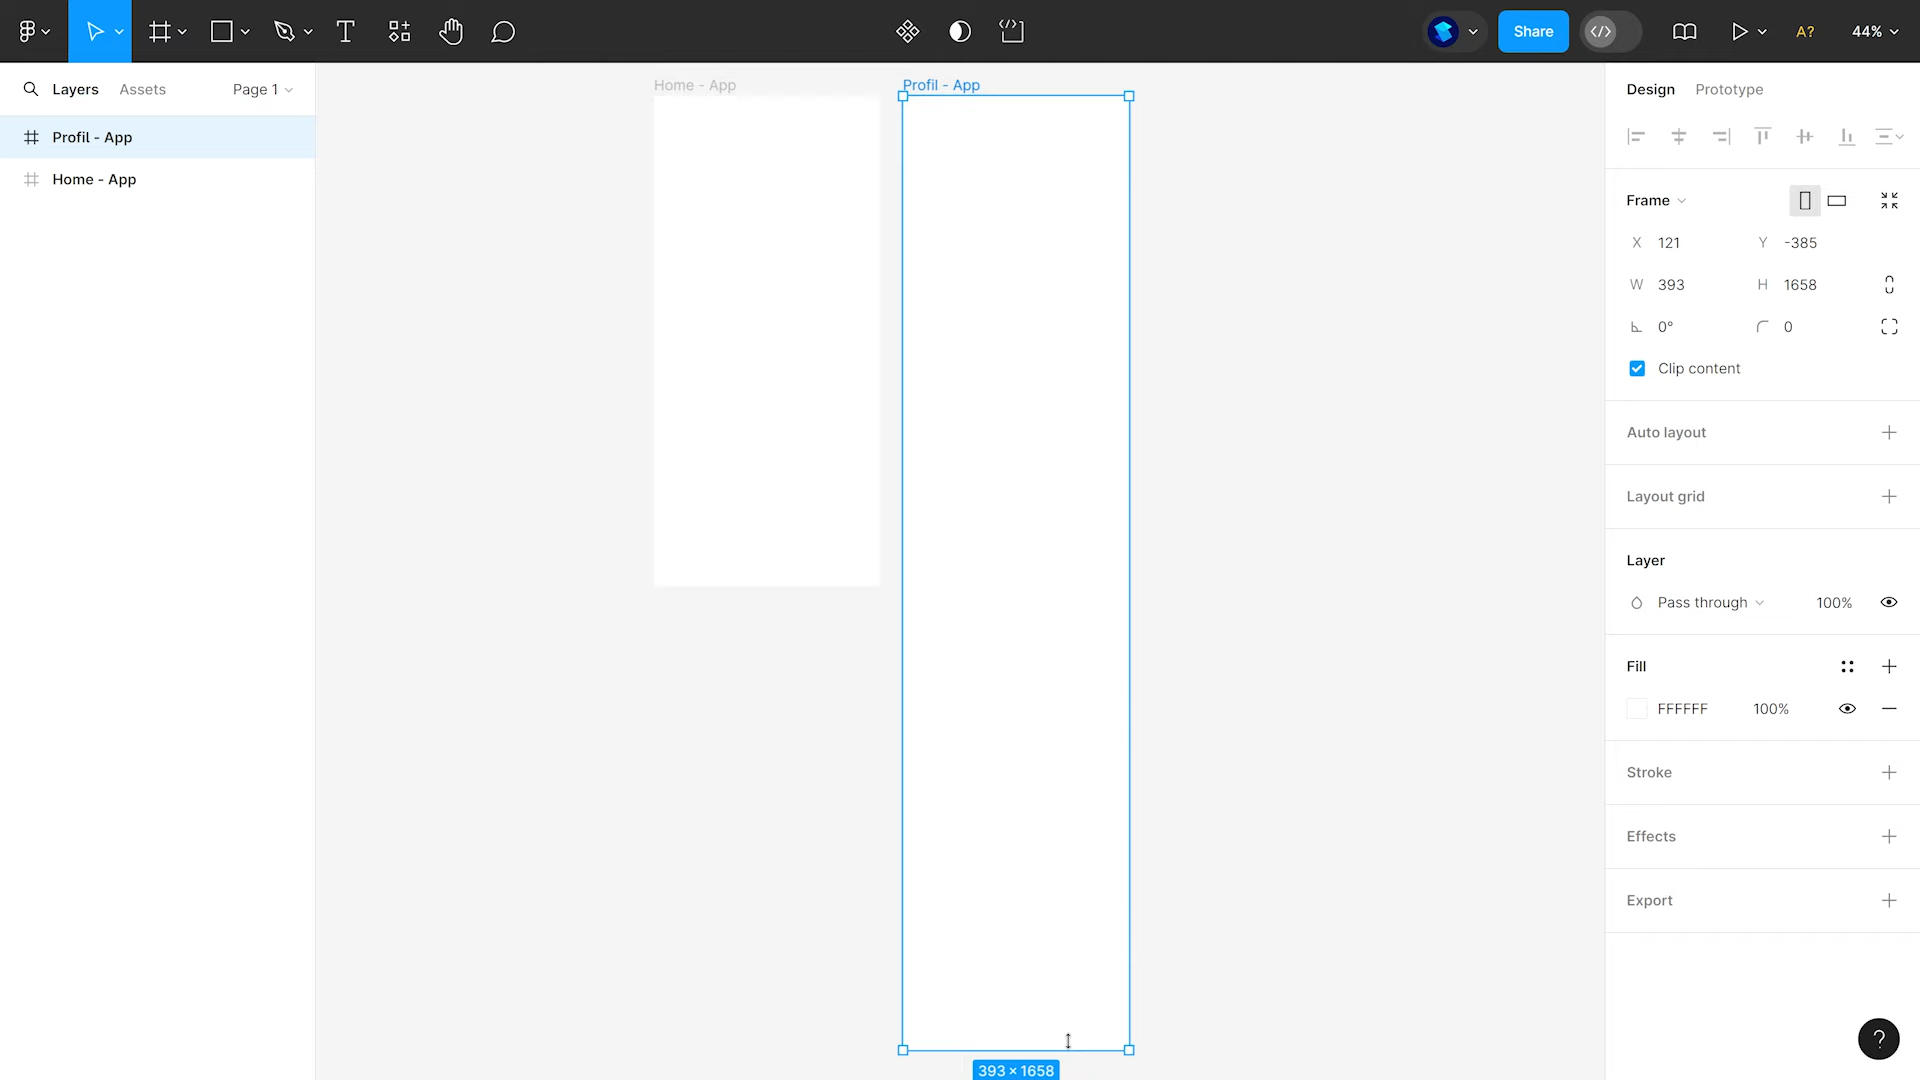 Share
A?
44%
Layers
Assets
Page 1
Profil - App
Home - App
Home - App
Profil - App
393 × 1658
Design
Prototype
Frame
X 121
Y -385
W 393
H 1658
0°
0
Clip content
Auto layout
Layout grid
Layer
Pass through
100%
Fill
FFFFFF
100%
Stroke
Effects
Export
?